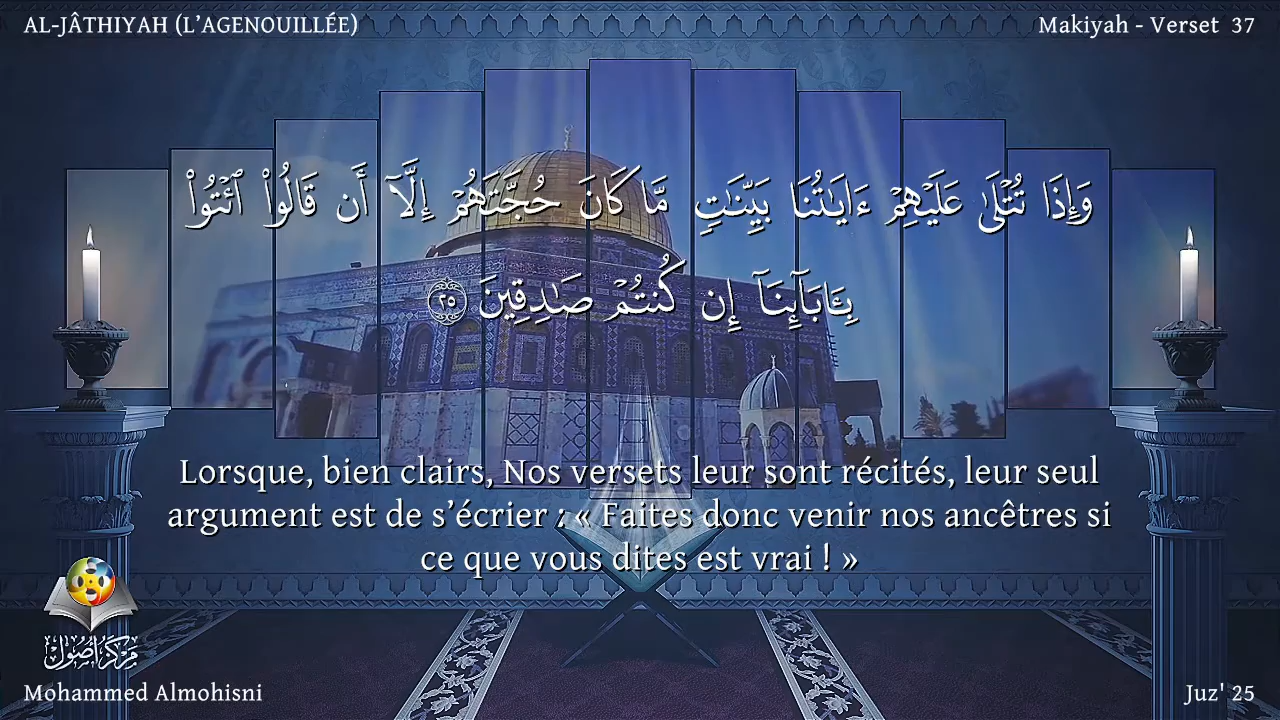 AL-JÂTHIYAH (L’AGENOUILLÉE)
Makiyah - Verset 37
وَإِذَا تُتْلَىٰ عَلَيْهِمْ ءَايَـٰتُنَا بَيِّنَـٰتٍ مَّا كَانَ حُجَّتَهُمْ إِلَّآ أَن قَالُوا۟ ٱئْتُوا۟
بِـَٔابَآئِنَآ إِن كُنتُمْ صَـٰدِقِينَ ٢٥
Lorsque, bien clairs, Nos versets leur sont récités, leur seul
argument est de s’écrier : « Faites donc venir nos ancêtres si
ce que vous dites est vrai ! »
مركز أصول
Mohammed Almohisni
Juz' 25